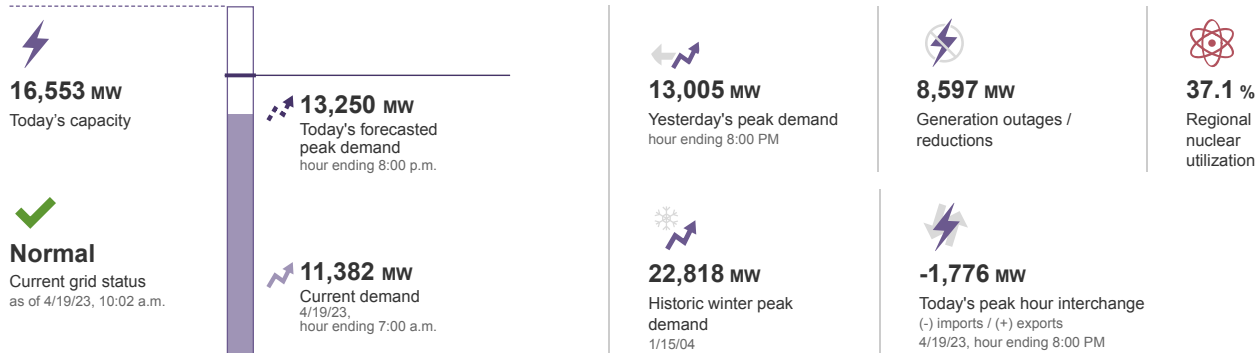 16,553 MW
Today's capacity
Normal
Current grid status
as of 4/19/23, 10:02 a.m.
13,250 MW
Today's forecasted
peak demand
hour ending 8:00 p.m.
11,382 MW
Current demand
4/19/23,
hour ending 7:00 a.m.
13,005 MW
Yesterday's peak demand
hour ending 8:00 PM
8,597 MW
Generation outages /
reductions
37.1 %
Regional
nuclear
utilization
22,818 MW
Historic winter peak
demand
1/15/04
-1,776 MW
Today's peak hour interchange
(-) imports / (+) exports
4/19/23, hour ending 8:00 PM